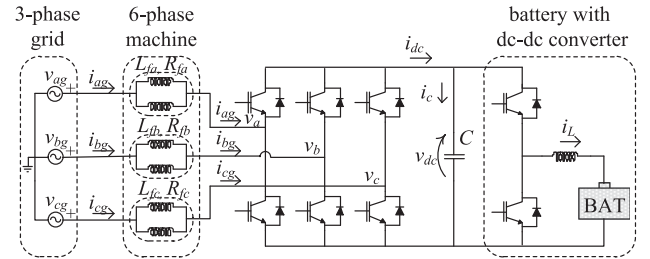 3-phase grid
6-phase machine
battery with dc-dc converter
L_fa R_fa
i_dc
v_ag + i_ag
i_ag
v_a
i_c
i_L
L_fb R_fb
v_bg + i_bg
i_bg
v_b
v_dc
C
L_fc R_fc
i_cg
v_c
v_cg + i_cg
BAT